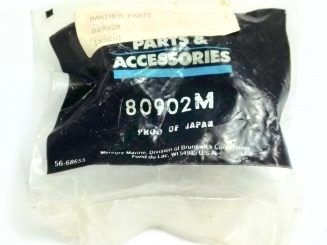 MARINER PARTS
80902M
INSERT
PARTS &
ACCESSORIES
80902M
PROD OF JAPAN
56-68655
Mercury Marine, Division of Brunswick Corporation
Fond du Lac, WI 54935 U.S.A.